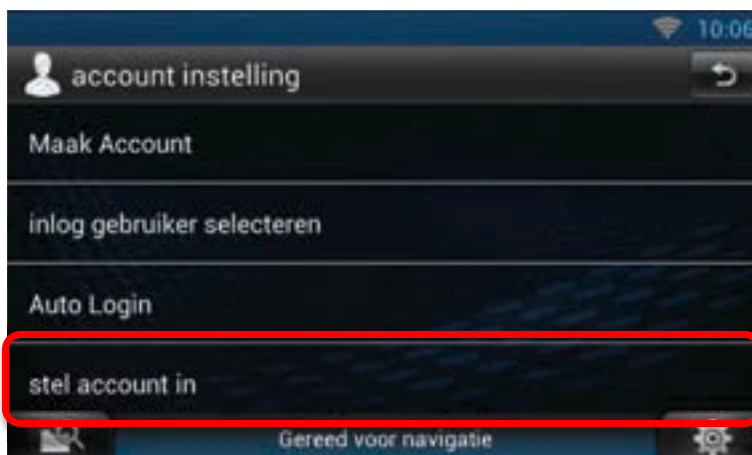 10:06
account instelling
Maak Account
inlog gebruiker selecteren
Auto Login
stel account in
Gereed voor navigatie